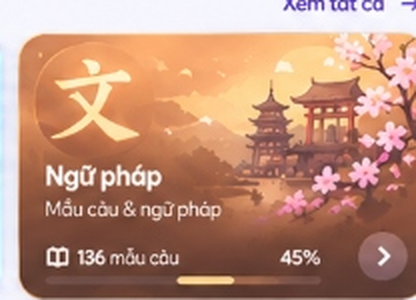 Xem tất cả →
文
Ngữ pháp
Mẫu câu & ngữ pháp
136 mẫu câu
45%